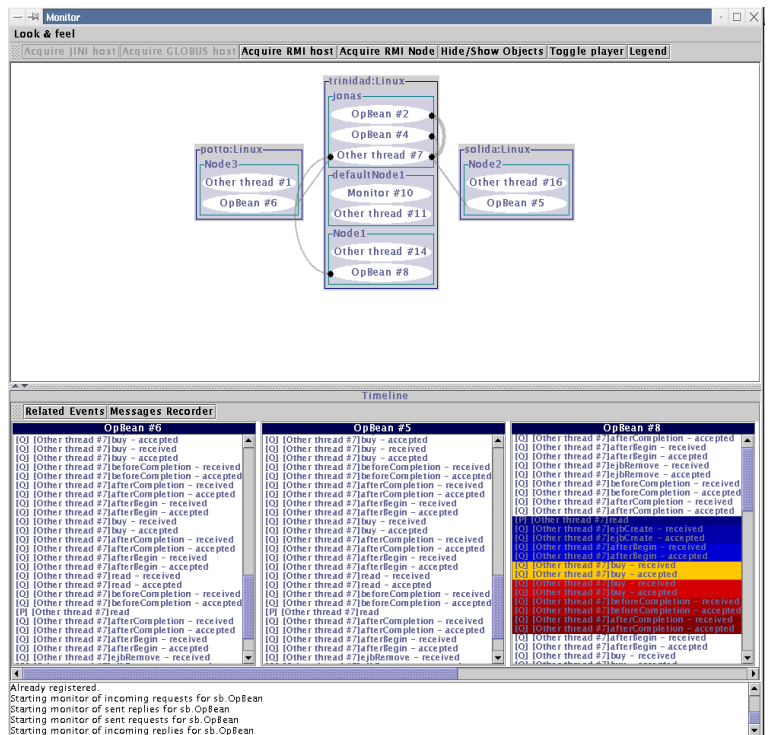 Monitor
Look & feel
Acquire JINI host Acquire GLOBUS host Acquire RMI host Acquire RMI Node Hide/Show Objects Toggle player Legend
trinidad:Linux
jonas
OpBean #2
OpBean #4
Other thread #7
defaultNode1
Monitor #10
Other thread #11
Node1
Other thread #14
OpBean #8
potto:Linux
Node3
Other thread #1
OpBean #6
solida:Linux
Node2
Other thread #16
OpBean #5
Timeline
Related Events Messages Recorder
OpBean #6
[Q] [Other thread #7]buy - accepted
[Q] [Other thread #7]buy - received
[Q] [Other thread #7]buy - accepted
[Q] [Other thread #7]beforeCompletion - received
[Q] [Other thread #7]beforeCompletion - accepted
[Q] [Other thread #7]afterCompletion - received
[Q] [Other thread #7]afterCompletion - accepted
[Q] [Other thread #7]afterBegin - received
[Q] [Other thread #7]afterBegin - accepted
[Q] [Other thread #7]buy - received
[Q] [Other thread #7]buy - accepted
[Q] [Other thread #7]afterCompletion - received
[Q] [Other thread #7]afterCompletion - accepted
[Q] [Other thread #7]afterBegin - received
[Q] [Other thread #7]afterBegin - accepted
[Q] [Other thread #7]read - received
[Q] [Other thread #7]read - accepted
[Q] [Other thread #7]beforeCompletion - received
[Q] [Other thread #7]beforeCompletion - accepted
[P] [Other thread #7]read
[Q] [Other thread #7]afterCompletion - received
[Q] [Other thread #7]afterCompletion - accepted
[Q] [Other thread #7]afterBegin - received
[Q] [Other thread #7]afterBegin - accepted
[Q] [Other thread #7]ejbRemove - received
OpBean #5
[Q] [Other thread #7]buy - accepted
[Q] [Other thread #7]buy - received
[Q] [Other thread #7]buy - accepted
[Q] [Other thread #7]beforeCompletion - received
[Q] [Other thread #7]beforeCompletion - accepted
[Q] [Other thread #7]afterCompletion - received
[Q] [Other thread #7]afterCompletion - accepted
[Q] [Other thread #7]afterBegin - received
[Q] [Other thread #7]afterBegin - accepted
[Q] [Other thread #7]buy - received
[Q] [Other thread #7]buy - accepted
[Q] [Other thread #7]afterCompletion - received
[Q] [Other thread #7]afterCompletion - accepted
[Q] [Other thread #7]afterBegin - received
[Q] [Other thread #7]afterBegin - accepted
[Q] [Other thread #7]read - received
[Q] [Other thread #7]read - accepted
[Q] [Other thread #7]beforeCompletion - received
[Q] [Other thread #7]beforeCompletion - accepted
[P] [Other thread #7]read
[Q] [Other thread #7]afterCompletion - received
[Q] [Other thread #7]afterCompletion - accepted
[Q] [Other thread #7]afterBegin - received
[Q] [Other thread #7]afterBegin - accepted
[Q] [Other thread #7]ejbRemove - received
OpBean #8
[Q] [Other thread #7]afterCompletion - accepted
[Q] [Other thread #7]afterBegin - received
[Q] [Other thread #7]afterBegin - accepted
[Q] [Other thread #7]ejbRemove - received
[Q] [Other thread #7]ejbRemove - accepted
[Q] [Other thread #7]beforeCompletion - received
[Q] [Other thread #7]beforeCompletion - accepted
[Q] [Other thread #7]afterCompletion - received
[Q] [Other thread #7]afterCompletion - accepted
[P] [Other thread #7]read
[Q] [Other thread #7]ejbCreate - received
[Q] [Other thread #7]ejbCreate - accepted
[Q] [Other thread #7]afterBegin - received
[Q] [Other thread #7]afterBegin - accepted
[Q] [Other thread #7]buy - received
[Q] [Other thread #7]buy - accepted
[Q] [Other thread #7]buy - received
[Q] [Other thread #7]buy - accepted
[Q] [Other thread #7]beforeCompletion - received
[Q] [Other thread #7]beforeCompletion - accepted
[Q] [Other thread #7]afterCompletion - received
[Q] [Other thread #7]afterCompletion - accepted
[Q] [Other thread #7]afterBegin - received
[Q] [Other thread #7]afterBegin - accepted
[Q] [Other thread #7]buy - received
[Q] [Other thread #7]buy - accepted
Already registered.
Starting monitor of incoming requests for sb.OpBean
Starting monitor of sent replies for sb.OpBean
Starting monitor of sent requests for sb.OpBean
Starting monitor of incoming replies for sb.OpBean